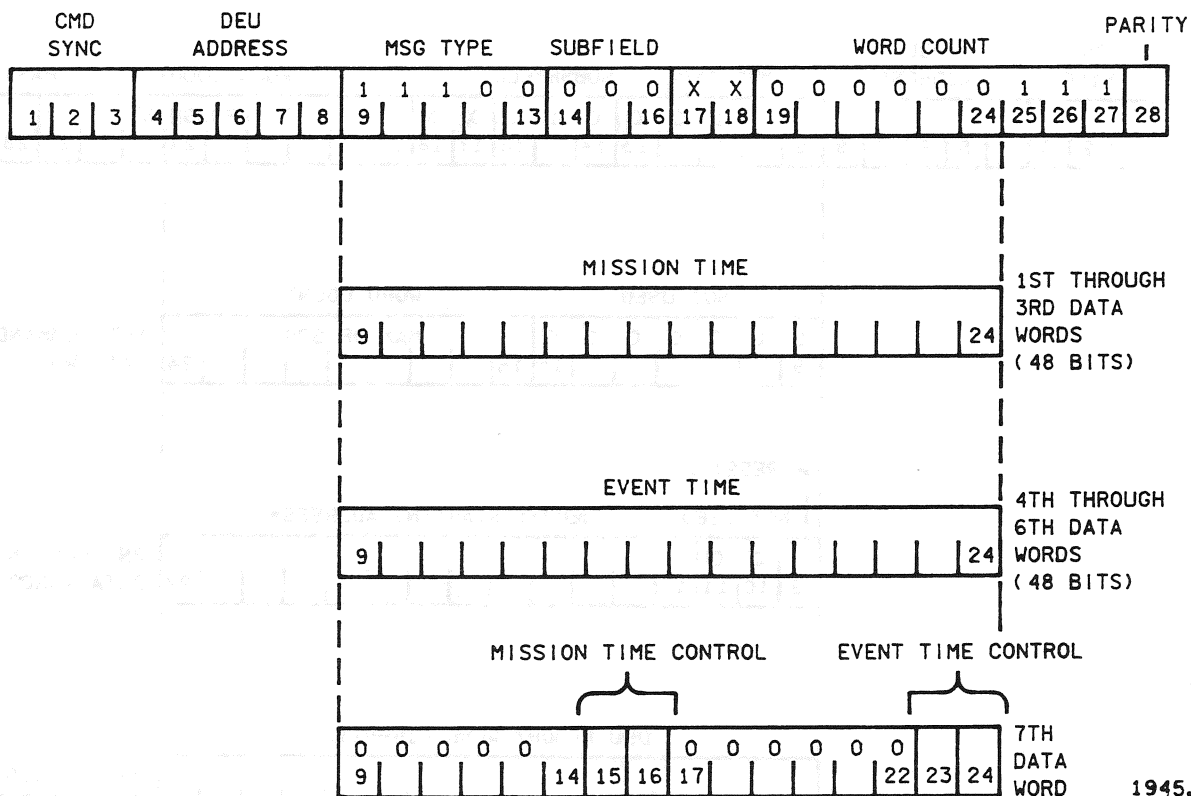 CMD DEU PARITY
SYNC ADDRESS MSG TYPE SUBFIELD WORD COUNT
1 1 1 0 0 0 0 0 X X 0 0 0 0 0 0 1 1 1
1 2 3 4 5 6 7 8 9 13 14 16 17 18 19 24 25 26 27 28
MISSION TIME
9 24
1ST THROUGH
3RD DATA
WORDS
(48 BITS)
EVENT TIME
9 24
4TH THROUGH
6TH DATA
WORDS
(48 BITS)
MISSION TIME CONTROL EVENT TIME CONTROL
0 0 0 0 0 0 0 0 0 0 0
9 14 15 16 17 22 23 24
7TH
DATA
WORD
1945.